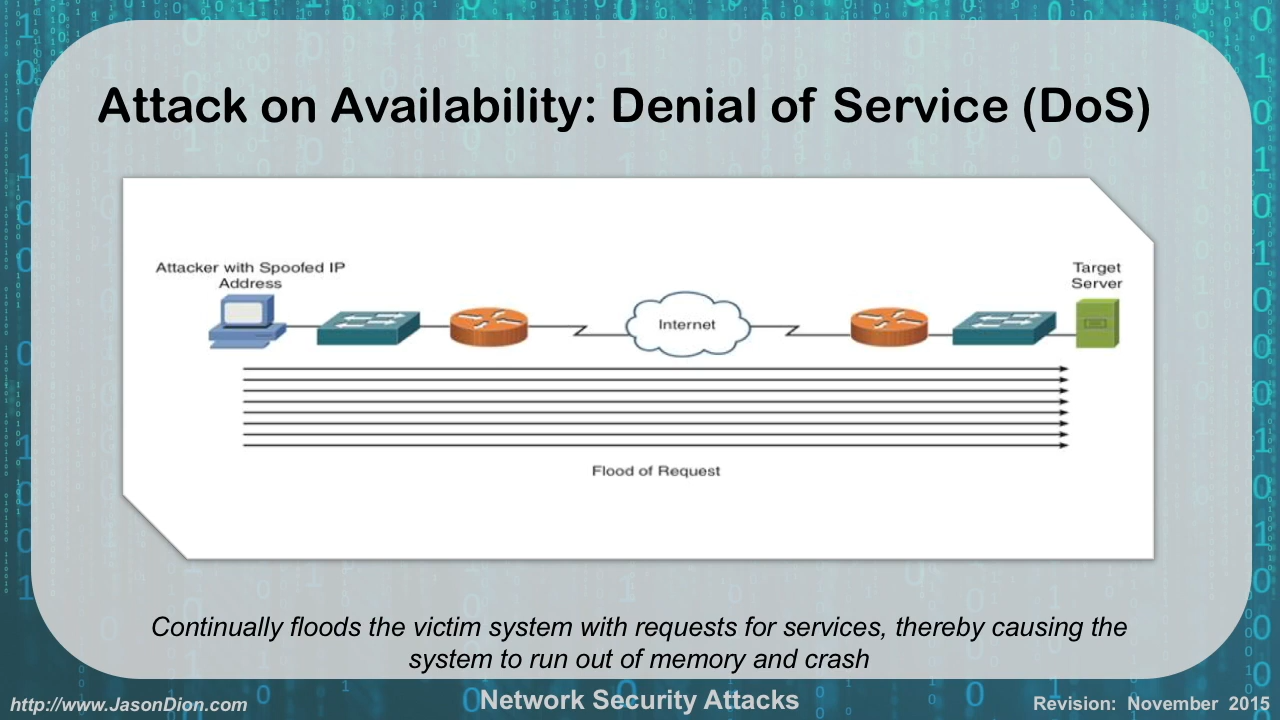 Attack on Availability: Denial of Service (DoS)
Attacker with Spoofed IP
Address
Target
Server
Internet
Flood of Request
Continually floods the victim system with requests for services, thereby causing the
system to run out of memory and crash
http://www.JasonDion.com
Network Security Attacks
Revision: November 2015